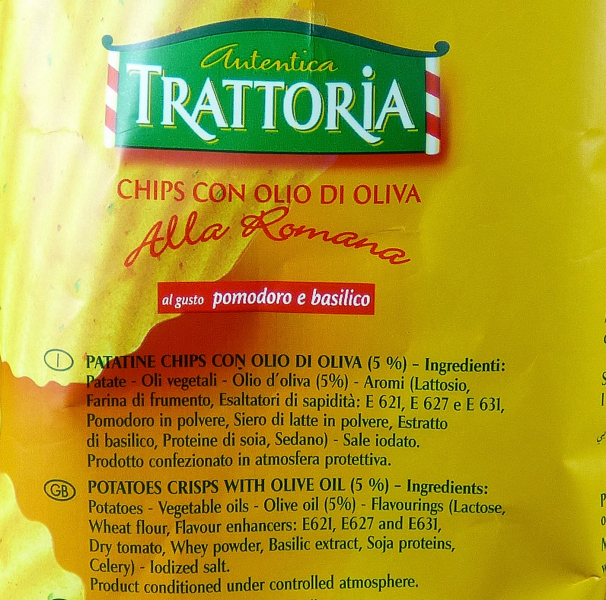 Autentica
TRATTORIA
CHIPS CON OLIO DI OLIVA
Alla Romana
al gusto pomodoro e basilico
I PATATINE CHIPS CON OLIO DI OLIVA (5 %) – Ingredienti:
Patate - Oli vegetali - Olio d'oliva (5%) - Aromi (Lattosio,
Farina di frumento, Esaltatori di sapidità: E 621, E 627 e E 631,
Pomodoro in polvere, Siero di latte in polvere, Estratto
di basilico, Proteine di soia, Sedano) - Sale iodato.
Prodotto confezionato in atmosfera protettiva.
GB POTATOES CRISPS WITH OLIVE OIL (5 %) – Ingredients:
Potatoes - Vegetable oils - Olive oil (5%) - Flavourings (Lactose,
Wheat flour, Flavour enhancers: E621, E627 and E631,
Dry tomato, Whey powder, Basilic extract, Soja proteins,
Celery) - Iodized salt.
Product conditioned under controlled atmosphere.